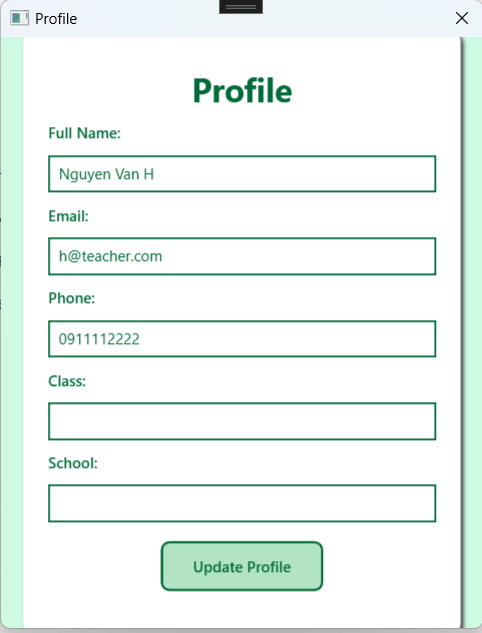 Profile
Profile
Full Name:
Nguyen Van H
Email:
h@teacher.com
Phone:
0911112222
Class:
School:
Update Profile